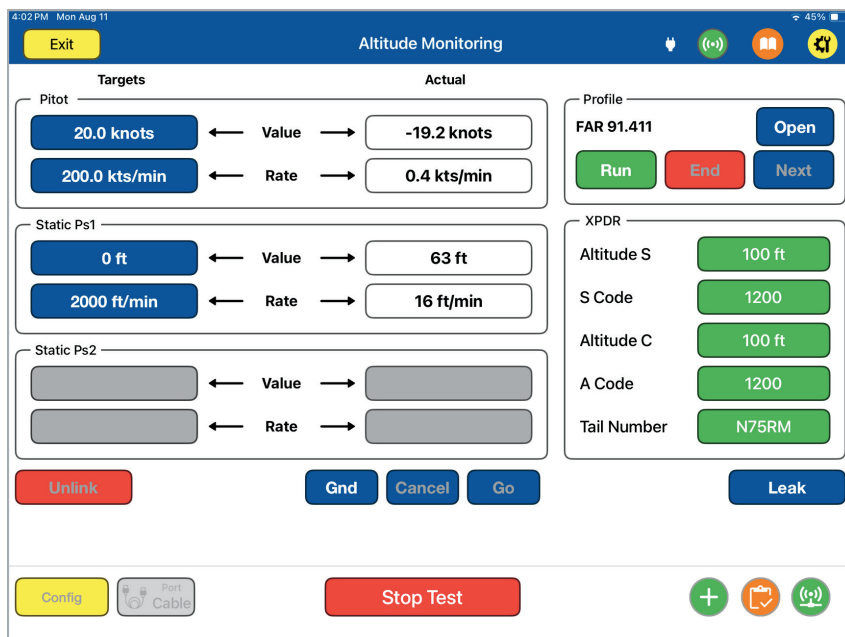 4:02 PM Mon Aug 11 45%
Exit Altitude Monitoring
Targets Actual
Pitot
20.0 knots Value -19.2 knots
200.0 kts/min Rate 0.4 kts/min
Static Ps1
0 ft Value 63 ft
2000 ft/min Rate 16 ft/min
Static Ps2
Value
Rate
Unlink Gnd Cancel Go
Profile
FAR 91.411 Open
Run End Next
XPDR
Altitude S 100 ft
S Code 1200
Altitude C 100 ft
A Code 1200
Tail Number N75RM
Leak
Config Port Cable Stop Test